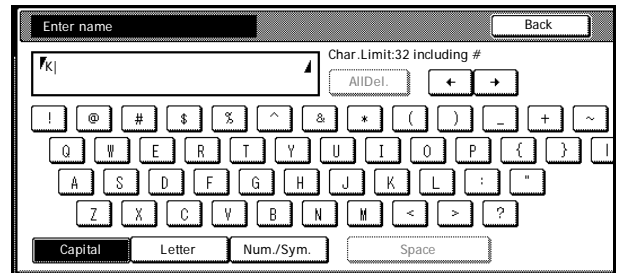 Enter name Back
Char.Limit:32 including #
K|
AllDel. ← →
! @ # $ % ^ & * ( ) _ + ~
Q W E R T Y U I O P { } |
A S D F G H J K L : "
Z X C V B N M < > ?
Capital Letter Num./Sym. Space